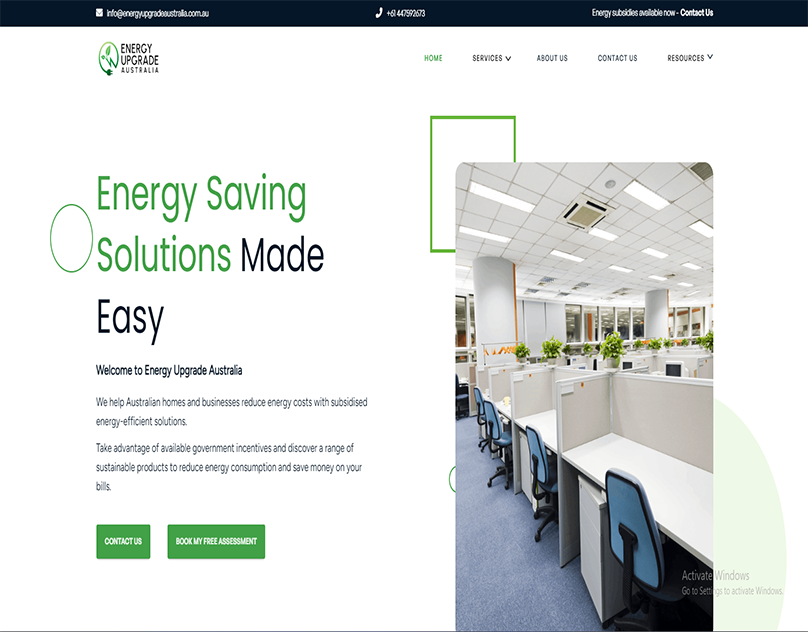 info@energyupgradeaustralia.com.au
+61 447592673
Energy subsidies available now - Contact Us
ENERGY
UPGRADE
AUSTRALIA
HOME
SERVICES
ABOUT US
CONTACT US
RESOURCES
Energy Saving
Solutions Made
Easy
Welcome to Energy Upgrade Australia
We help Australian homes and businesses reduce energy costs with subsidised
energy-efficient solutions.
Take advantage of available government incentives and discover a range of
sustainable products to reduce energy consumption and save money on your
bills.
CONTACT US
BOOK MY FREE ASSESSMENT
Activate Windows
Go to Settings to activate Windows.